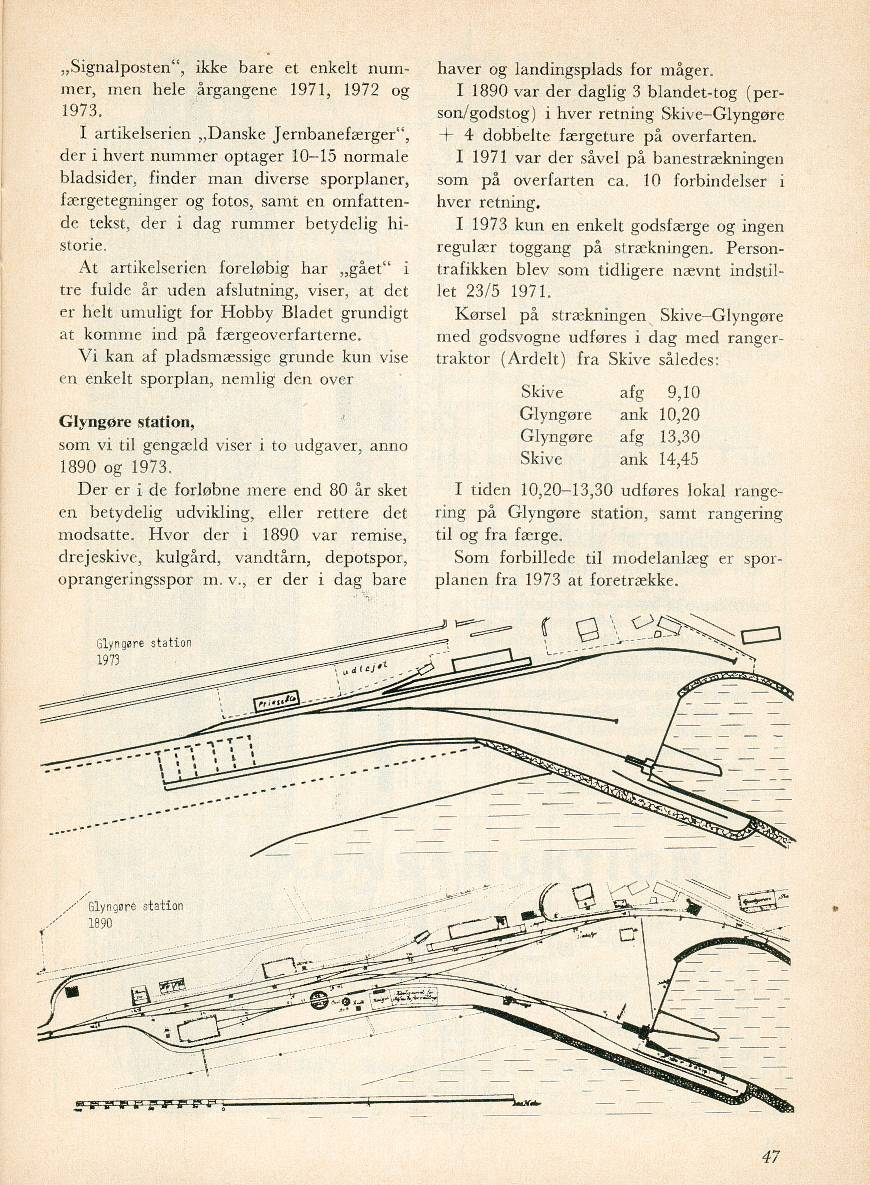 „Signalposten“, ikke bare et enkelt num-
mer, men hele årgangene 1971, 1972 og
1973.
I artikelserien „Danske Jernbanefærger“,
der i hvert nummer optager 10–15 normale
bladsider, finder man diverse sporplaner,
færgetegninger og fotos, samt en omfatten-
de tekst, der i dag rummer betydelig hi-
storie.
At artikelserien foreløbig har „gået“ i
tre fulde år uden afslutning, viser, at det
er helt umuligt for Hobby Bladet grundigt
at komme ind på færgeoverfarterne.
Vi kan af pladsmæssige grunde kun vise
en enkelt sporplan, nemlig den over
Glyngøre station,
som vi til gengæld viser i to udgaver, anno
1890 og 1973.
Der er i de forløbne mere end 80 år sket
en betydelig udvikling, eller rettere det
modsatte. Hvor der i 1890 var remise,
drejeskive, kulgård, vandtårn, depotspor,
oprangeringsspor m. v., er der i dag bare
haver og landingsplads for måger.
I 1890 var der daglig 3 blandet-tog (per-
son/godstog) i hver retning Skive–Glyngøre
+ 4 dobbelte færgeture på overfarten.
I 1971 var der såvel på banestrækningen
som på overfarten ca. 10 forbindelser i
hver retning.
I 1973 kun en enkelt godsfærge og ingen
regulær toggang på strækningen. Person-
trafikken blev som tidligere nævnt indstil-
let 23/5 1971.
Kørsel på strækningen Skive–Glyngøre
med godsvogne udføres i dag med ranger-
traktor (Ardelt) fra Skive således:
Skive afg 9,10
Glyngøre ank 10,20
Glyngøre afg 13,30
Skive ank 14,45
I tiden 10,20–13,30 udføres lokal range-
ring på Glyngøre station, samt rangering
til og fra færge.
Som forbillede til modelanlæg er spor-
planen fra 1973 at foretrække.
Glyngøre station
1973
udlejet
Glyngøre station
1890
47